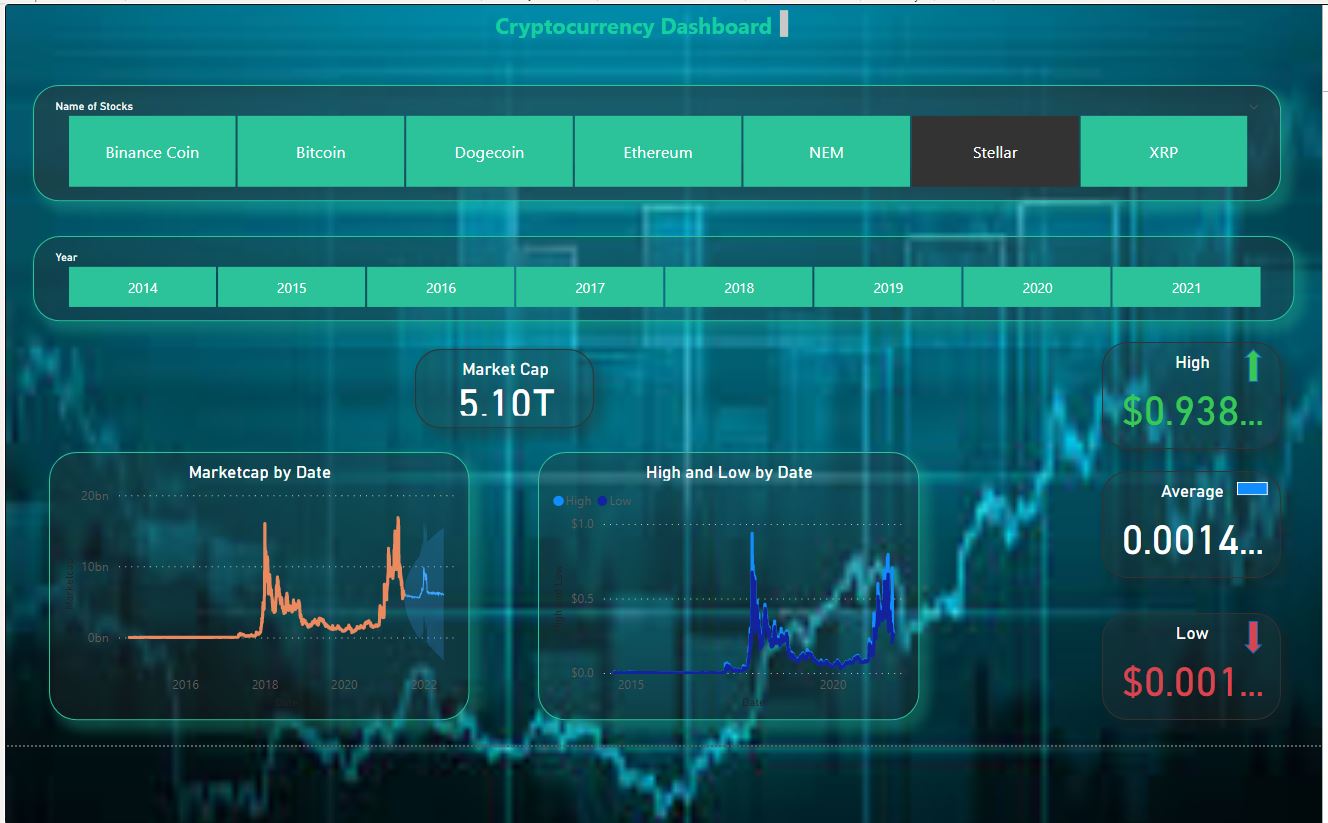 Cryptocurrency Dashboard
Name of Stocks
Binance Coin Bitcoin Dogecoin Ethereum NEM Stellar XRP
Year
2014 2015 2016 2017 2018 2019 2020 2021
Market Cap
5.10T
High
$0.938...
Average
0.0014...
Low
$0.001...
Marketcap by Date
20bn
10bn
0bn
Marketcap
2016 2018 2020 2022
Date
High and Low by Date
High Low
$1.0
$0.5
$0.0
High and Low
2015 2020
Date